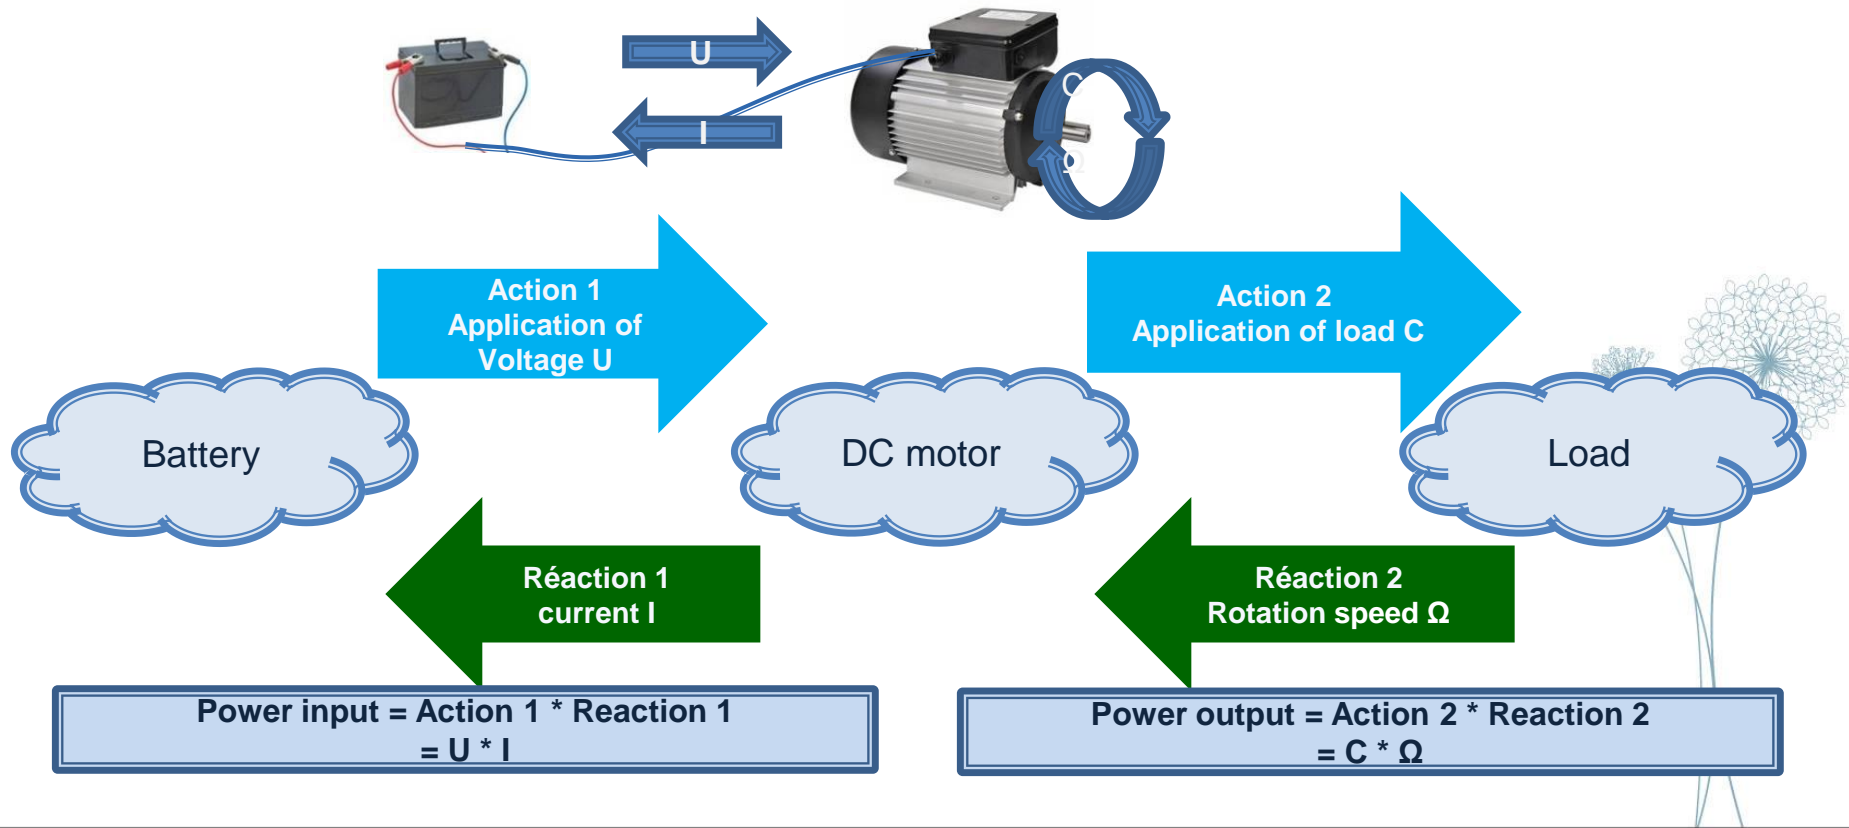 U
I
C
Ω
Action 1
Application of
Voltage U
Action 2
Application of load C
Battery
DC motor
Load
Réaction 1
current I
Réaction 2
Rotation speed Ω
Power input = Action 1 * Reaction 1
= U * I
Power output = Action 2 * Reaction 2
= C * Ω